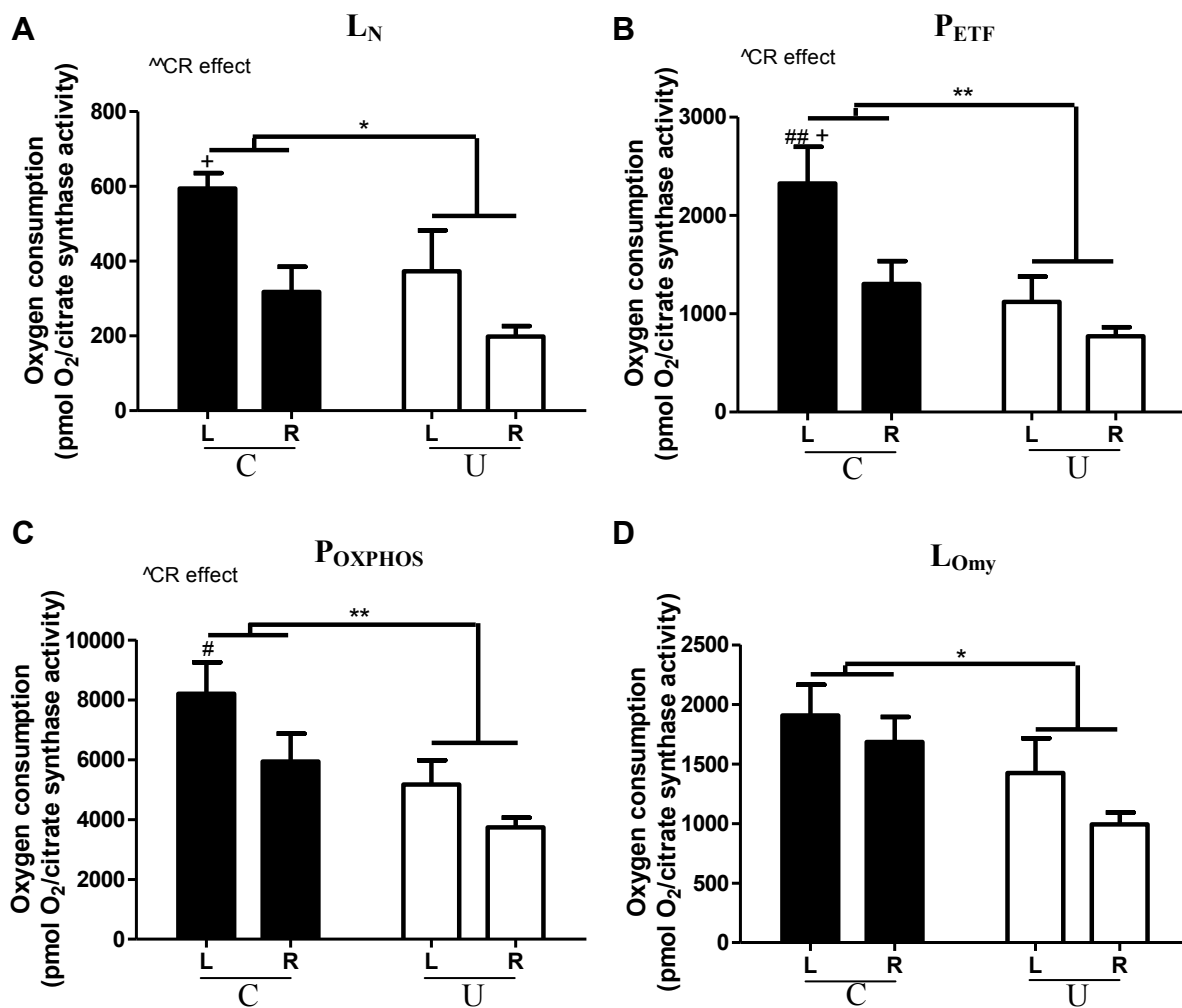 A
L_N
^^CR effect
Oxygen consumption
(pmol O2/citrate synthase activity)
800
600
400
200
0
*
+
L R L R
C U
B
P_ETF
^CR effect
Oxygen consumption
(pmol O2/citrate synthase activity)
3000
2000
1000
0
**
## +
L R L R
C U
C
P_OXPHOS
^CR effect
Oxygen consumption
(pmol O2/citrate synthase activity)
10000
8000
6000
4000
2000
0
**
#
L R L R
C U
D
L_Omy
Oxygen consumption
(pmol O2/citrate synthase activity)
2500
2000
1500
1000
500
0
*
L R L R
C U